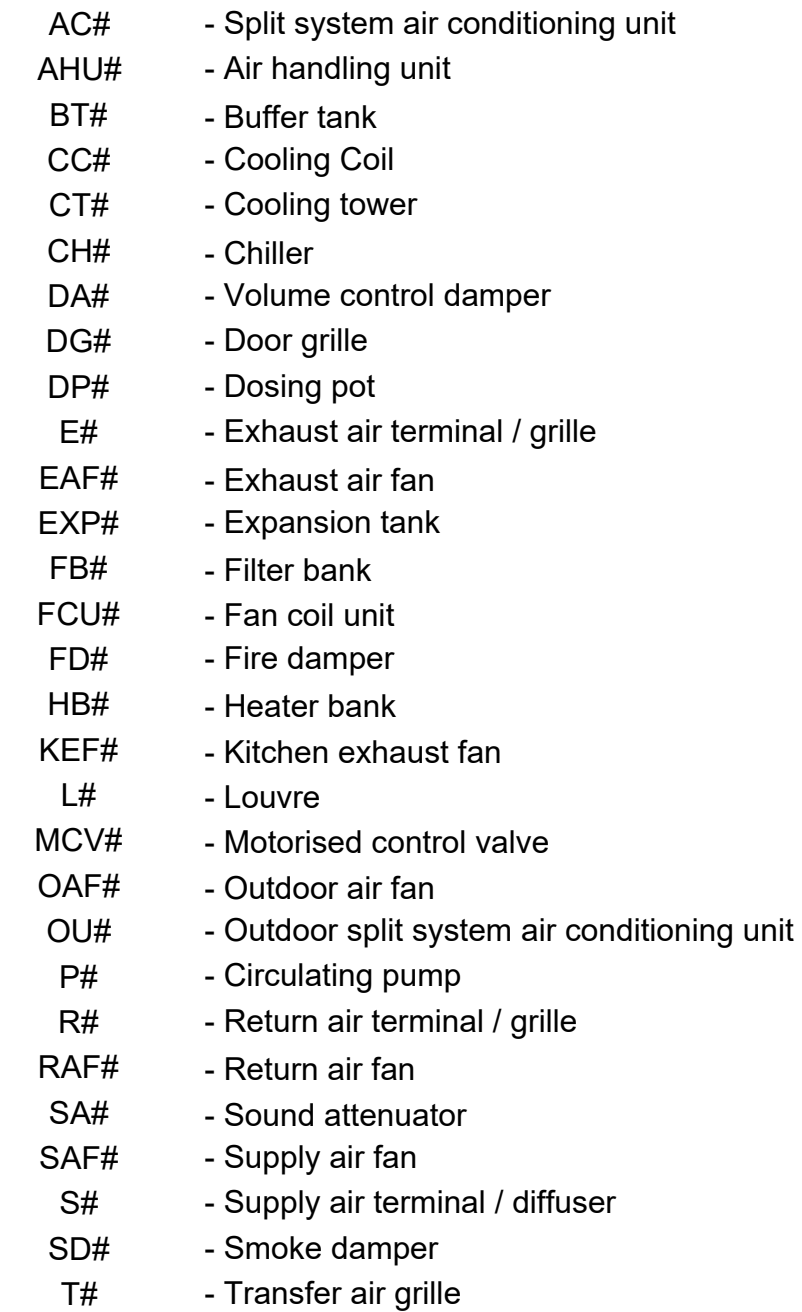 AC# - Split system air conditioning unit
AHU# - Air handling unit
BT# - Buffer tank
CC# - Cooling Coil
CT# - Cooling tower
CH# - Chiller
DA# - Volume control damper
DG# - Door grille
DP# - Dosing pot
E# - Exhaust air terminal / grille
EAF# - Exhaust air fan
EXP# - Expansion tank
FB# - Filter bank
FCU# - Fan coil unit
FD# - Fire damper
HB# - Heater bank
KEF# - Kitchen exhaust fan
L# - Louvre
MCV# - Motorised control valve
OAF# - Outdoor air fan
OU# - Outdoor split system air conditioning unit
P# - Circulating pump
R# - Return air terminal / grille
RAF# - Return air fan
SA# - Sound attenuator
SAF# - Supply air fan
S# - Supply air terminal / diffuser
SD# - Smoke damper
T# - Transfer air grille